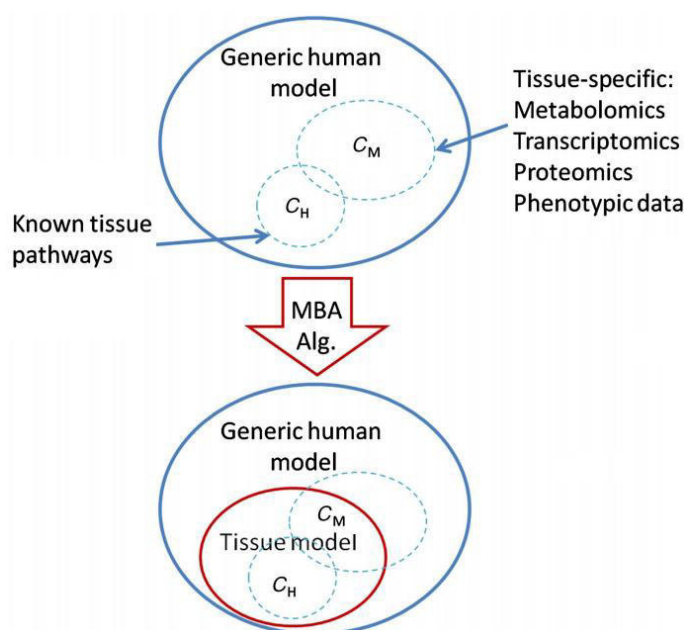 Generic human
model
Tissue-specific:
Metabolomics
Transcriptomics
Proteomics
Phenotypic data
CM
CH
Known tissue
pathways
MBA
Alg.
Generic human
model
CM
Tissue model
CH